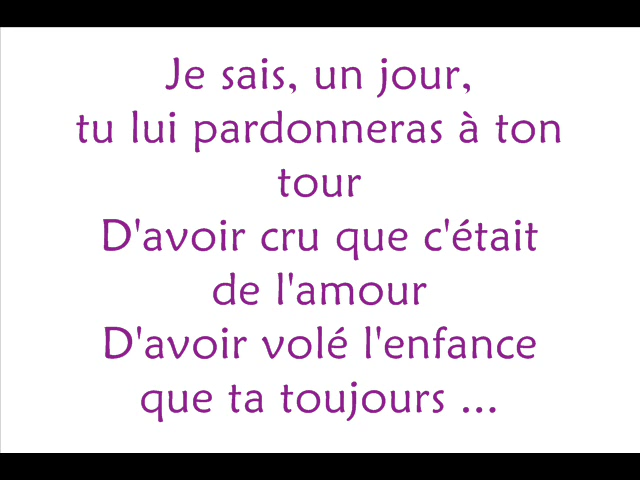 Je sais, un jour,
tu lui pardonneras à ton
tour
D'avoir cru que c'était
de l'amour
D'avoir volé l'enfance
que ta toujours ...